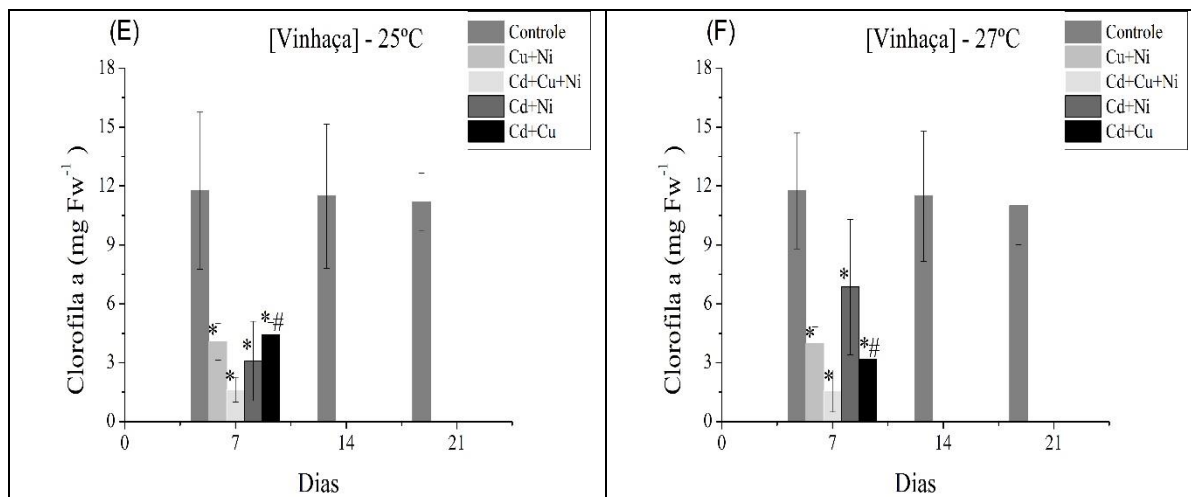 (E)
[Vinhaça] - 25ºC
Controle
Cu+Ni
Cd+Cu+Ni
Cd+Ni
Cd+Cu
Clorofila a (mg Fw⁻¹)
18
15
12
9
6
3
0
* * * *#
0 7 14 21
Dias
(F)
[Vinhaça] - 27ºC
Controle
Cu+Ni
Cd+Cu+Ni
Cd+Ni
Cd+Cu
Clorofila a (mg Fw⁻¹)
18
15
12
9
6
3
0
* * * *#
0 7 14 21
Dias